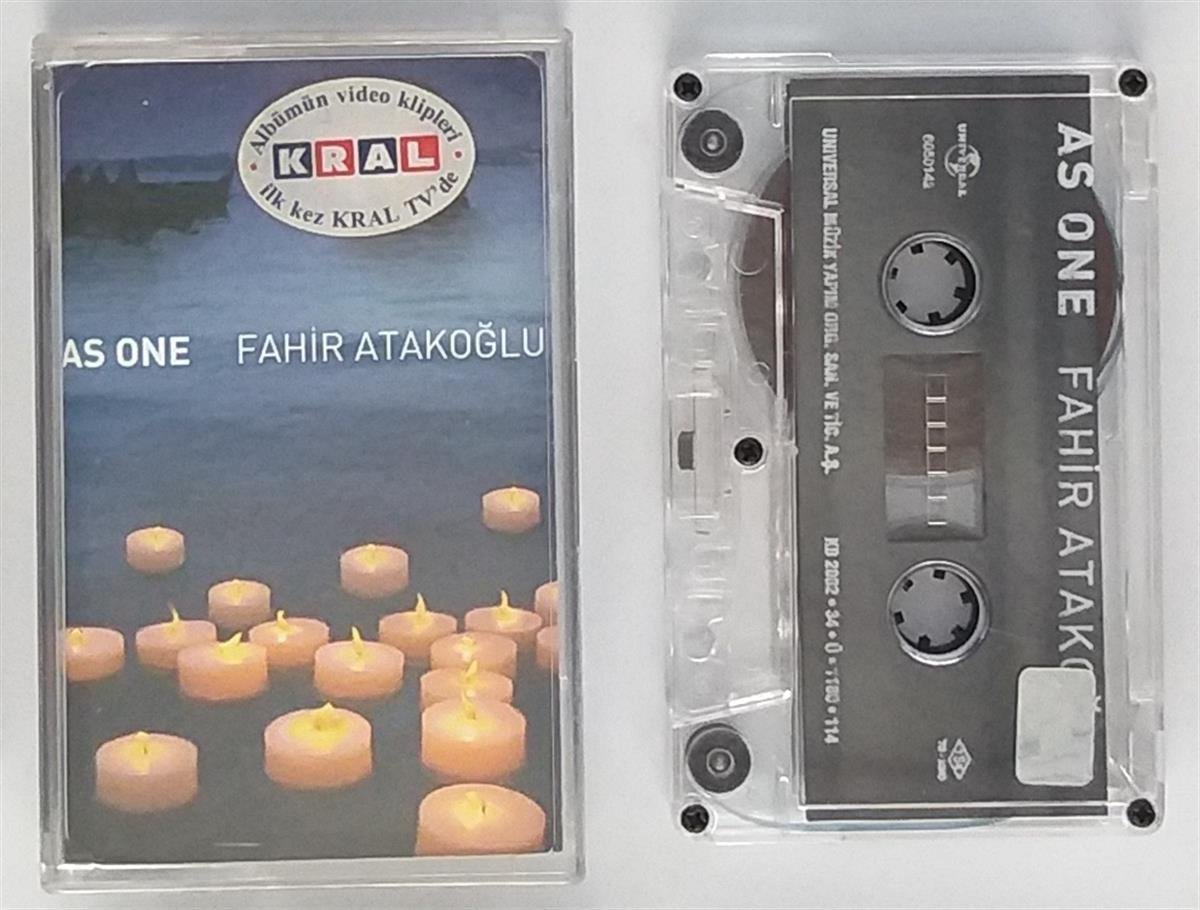 Albümün video klipleri
KRAL
ilk kez KRAL TV'de
AS ONE FAHİR ATAKOĞLU
AS ONE FAHİR ATAKOĞ
UNIVERSAL
UNIVERSAL MÜZİK YAPIM ORG. SAN. VE TİC. A.Ş.